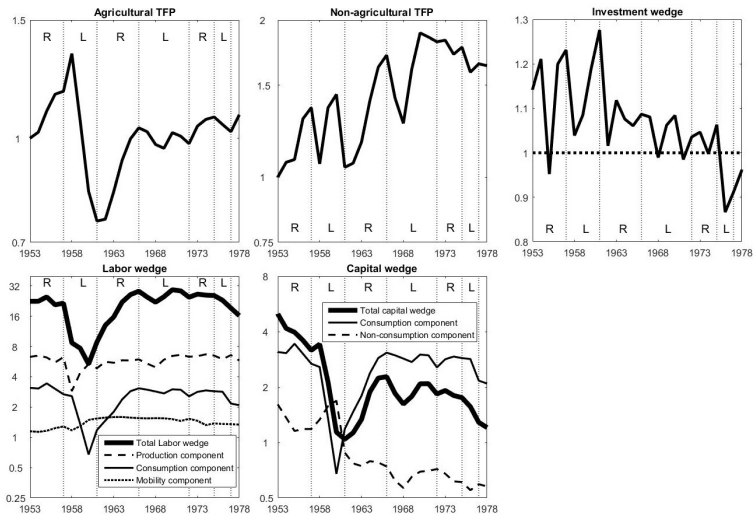 Agricultural TFP
1.5
1
0.7
R L R L R L
1953 1958 1963 1968 1973 1978
Non-agricultural TFP
2
1.5
1
0.75
R L R L R L
1953 1958 1963 1968 1973 1978
Investment wedge
1.3
1.2
1.1
1
0.9
0.8
R L R L R L
1953 1958 1963 1968 1973 1978
Labor wedge
32
16
8
4
2
1
0.5
0.25
R L R L R L
Total Labor wedge
Production component
Consumption component
Mobility component
1953 1958 1963 1968 1973 1978
Capital wedge
8
4
2
1
0.5
R L R L R L
Total capital wedge
Consumption component
Non-consumption component
1953 1958 1963 1968 1973 1978